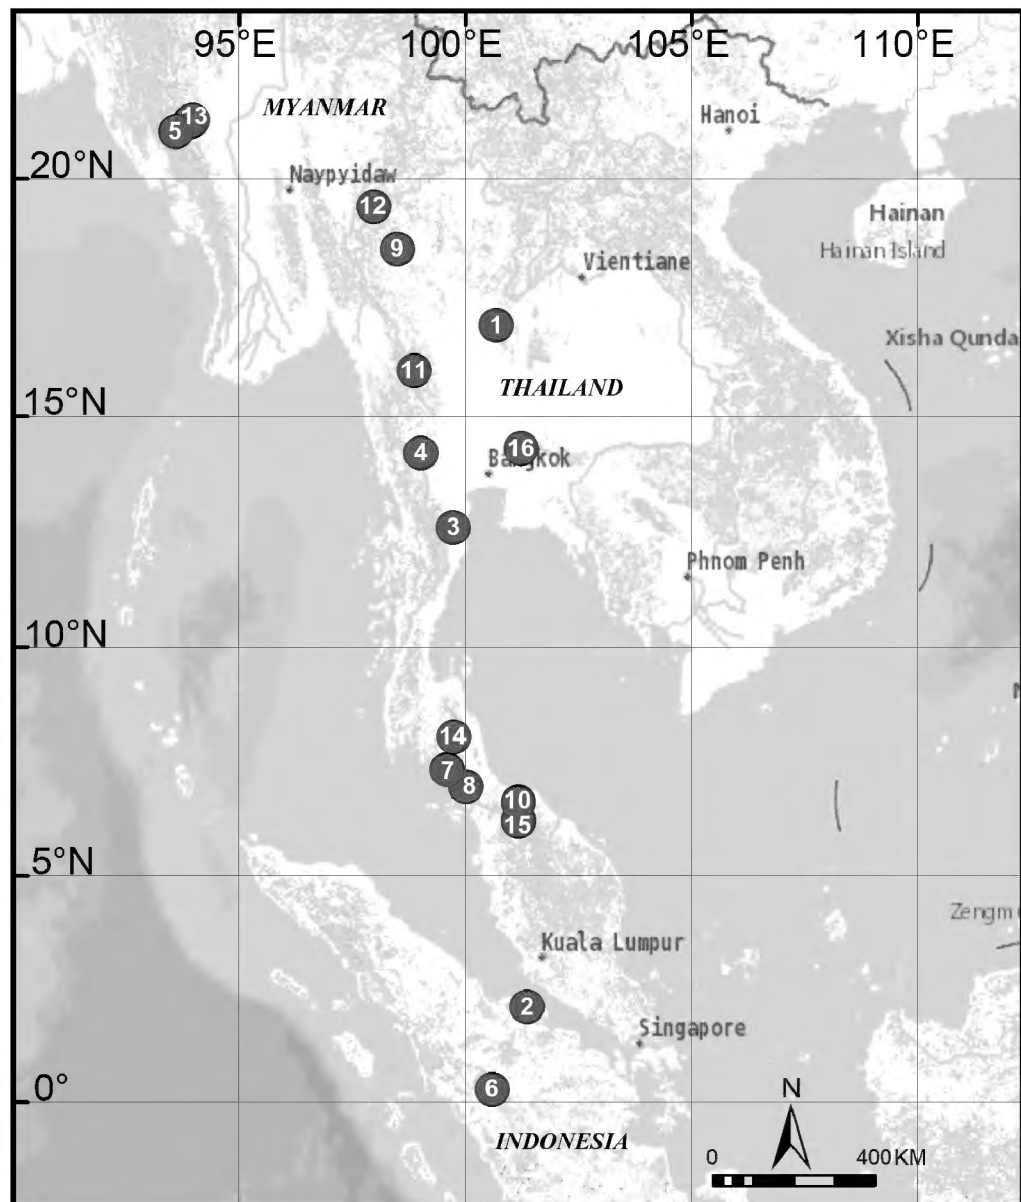 95°E 100°E 105°E 110°E
MYANMAR
Hanoi
13
5
20°N
Naypyidaw
12
Hainan
Hainan Island
9
Vientiane
1
Xisha Qunda
11
THAILAND
15°N
16
4
Bangkok
3
Phnom Penh
10°N
14
7
8
10
15
5°N
Zengm
Kuala Lumpur
2
Singapore
0°
6
N
INDONESIA
0 400 KM